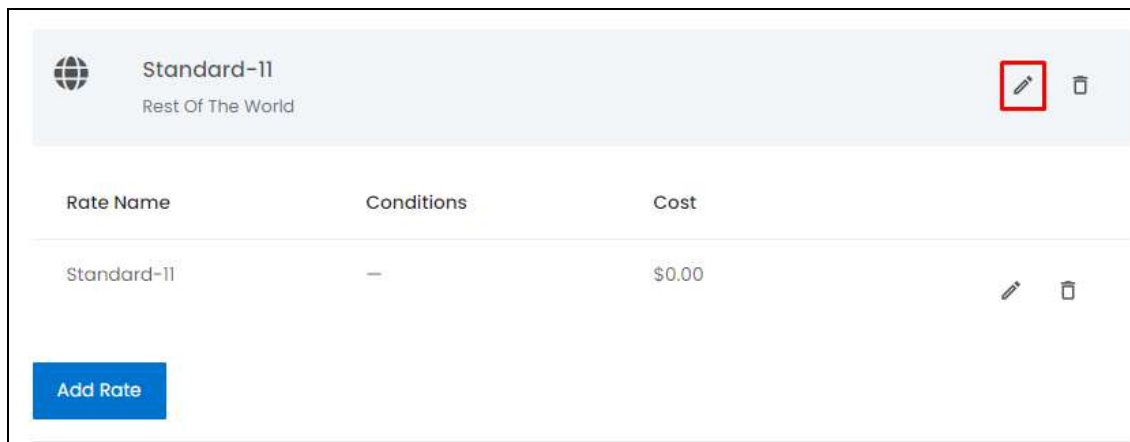 Standard-11
Rest Of The World
Rate Name Conditions Cost
Standard-11 — $0.00
Add Rate